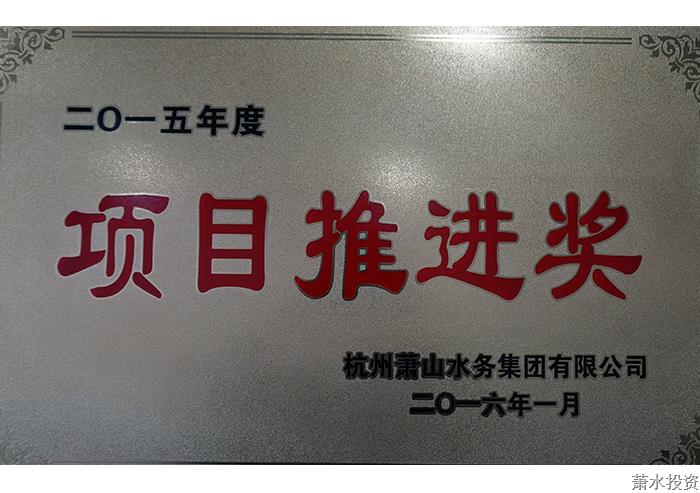 二〇一五年度
项目推进奖
杭州萧山水务集团有限公司
二〇一六年一月
萧水投资